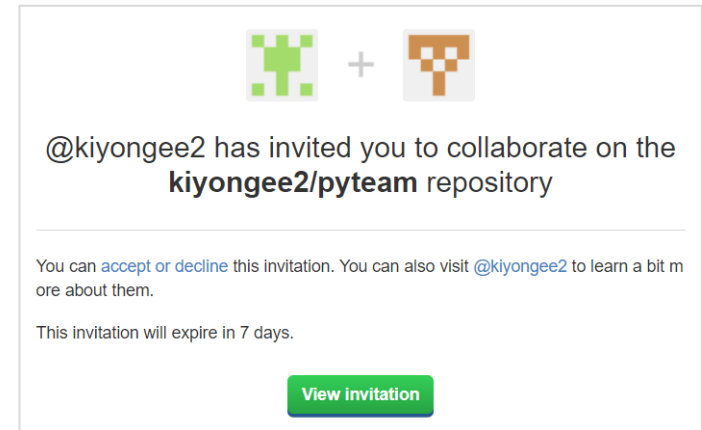 @kiyongee2 has invited you to collaborate on the
kiyongee2/pyteam repository
You can accept or decline this invitation. You can also visit @kiyongee2 to learn a bit m
ore about them.
This invitation will expire in 7 days.
View invitation